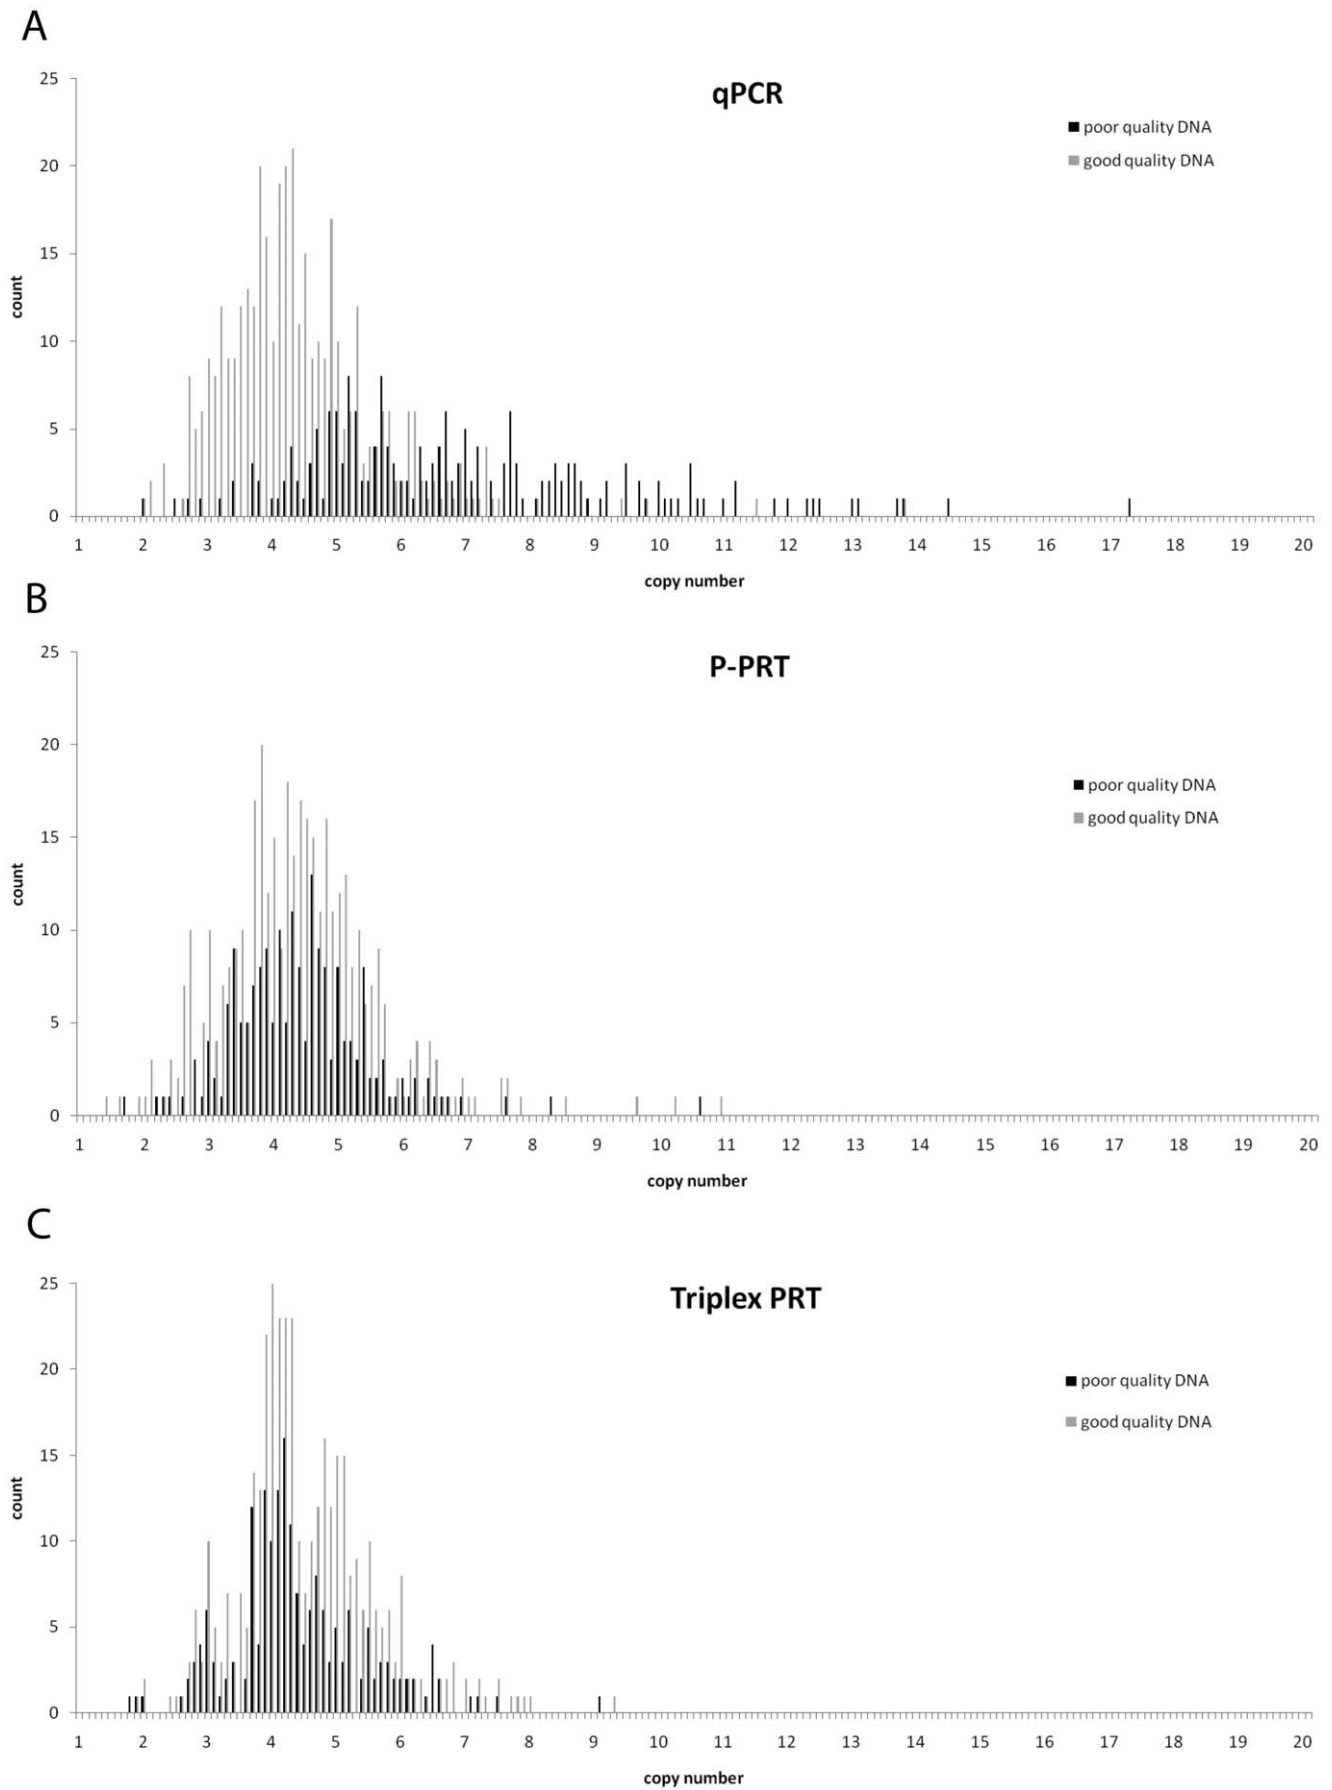 A
qPCR
25
20
15
10
5
0
count
poor quality DNA
good quality DNA
1 2 3 4 5 6 7 8 9 10 11 12 13 14 15 16 17 18 19 20
copy number
B
P-PRT
25
20
15
10
5
0
count
poor quality DNA
good quality DNA
1 2 3 4 5 6 7 8 9 10 11 12 13 14 15 16 17 18 19 20
copy number
C
Triplex PRT
25
20
15
10
5
0
count
poor quality DNA
good quality DNA
1 2 3 4 5 6 7 8 9 10 11 12 13 14 15 16 17 18 19 20
copy number